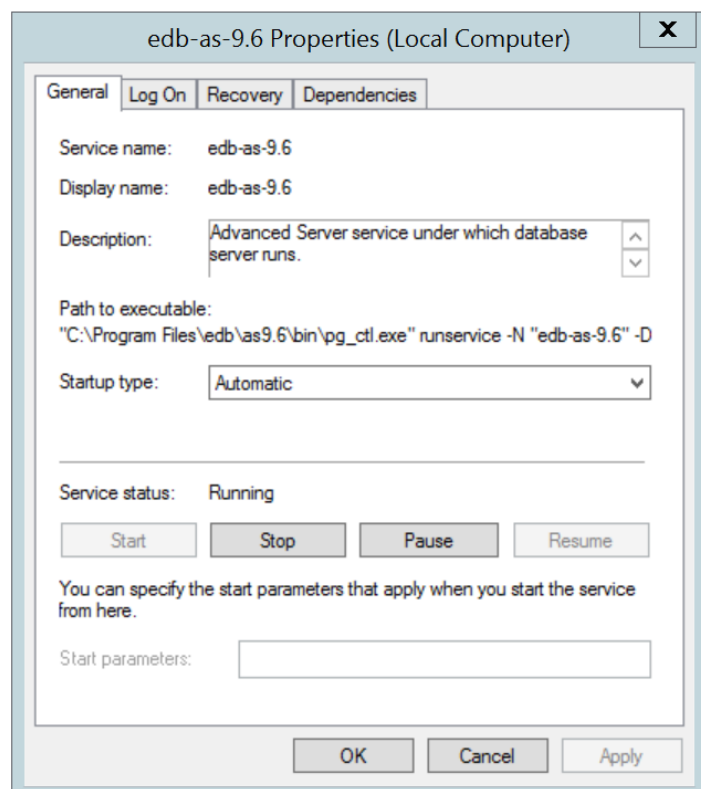 edb-as-9.6 Properties (Local Computer)
X
General Log On Recovery Dependencies
Service name: edb-as-9.6
Display name: edb-as-9.6
Description: Advanced Server service under which database
server runs.
Path to executable:
"C:\Program Files\edb\as9.6\bin\pg_ctl.exe" runservice -N "edb-as-9.6" -D
Startup type: Automatic
Service status: Running
Start Stop Pause Resume
You can specify the start parameters that apply when you start the service
from here.
Start parameters:
OK Cancel Apply